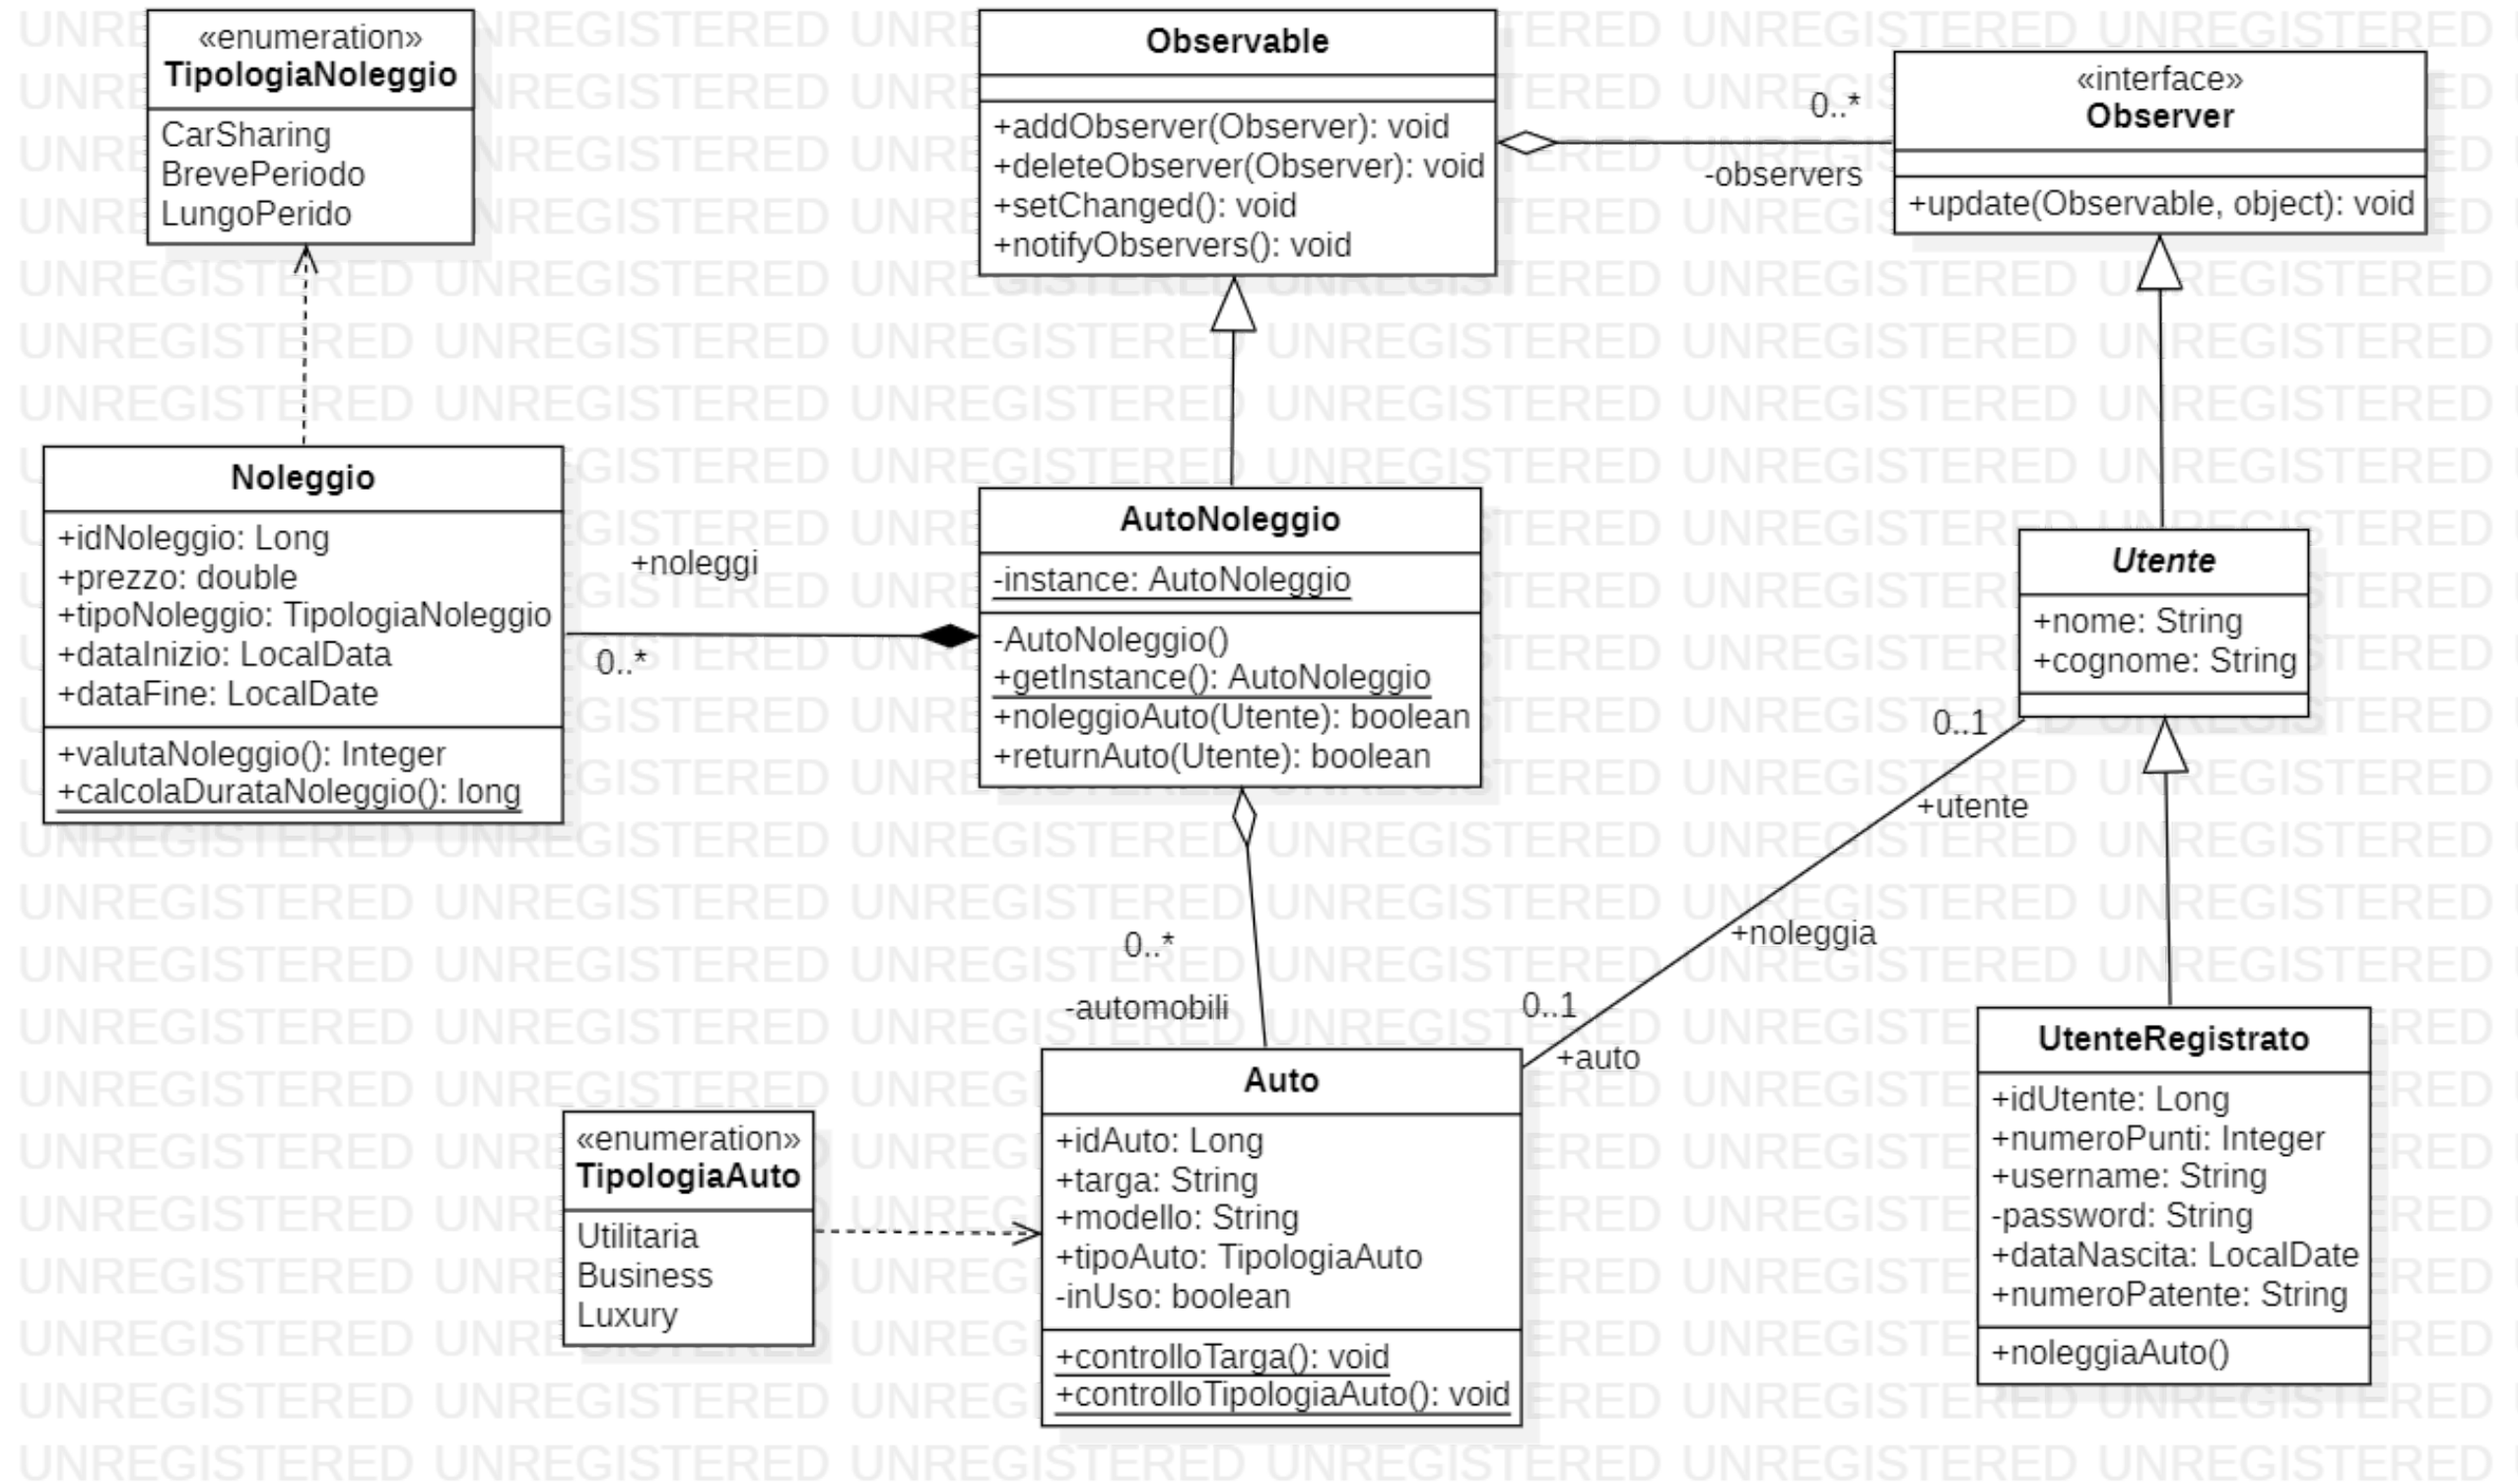 «enumeration»
TipologiaNoleggio
CarSharing
BrevePeriodo
LungoPerido
Observable
+addObserver(Observer): void
+deleteObserver(Observer): void
+setChanged(): void
+notifyObservers(): void
0..*
-observers
«interface»
Observer
+update(Observable, object): void
Noleggio
+idNoleggio: Long
+prezzo: double
+tipoNoleggio: TipologiaNoleggio
+dataInizio: LocalData
+dataFine: LocalDate
+valutaNoleggio(): Integer
+calcolaDurataNoleggio(): long
+noleggi
0..*
AutoNoleggio
-instance: AutoNoleggio
-AutoNoleggio()
+getInstance(): AutoNoleggio
+noleggioAuto(Utente): boolean
+returnAuto(Utente): boolean
Utente
+nome: String
+cognome: String
0..1
+utente
+noleggia
0..1
+auto
0..*
-automobili
«enumeration»
TipologiaAuto
Utilitaria
Business
Luxury
Auto
+idAuto: Long
+targa: String
+modello: String
+tipoAuto: TipologiaAuto
-inUso: boolean
+controlloTarga(): void
+controlloTipologiaAuto(): void
UtenteRegistrato
+idUtente: Long
+numeroPunti: Integer
+username: String
-password: String
+dataNascita: LocalDate
+numeroPatente: String
+noleggiaAuto()
UNREGISTERED